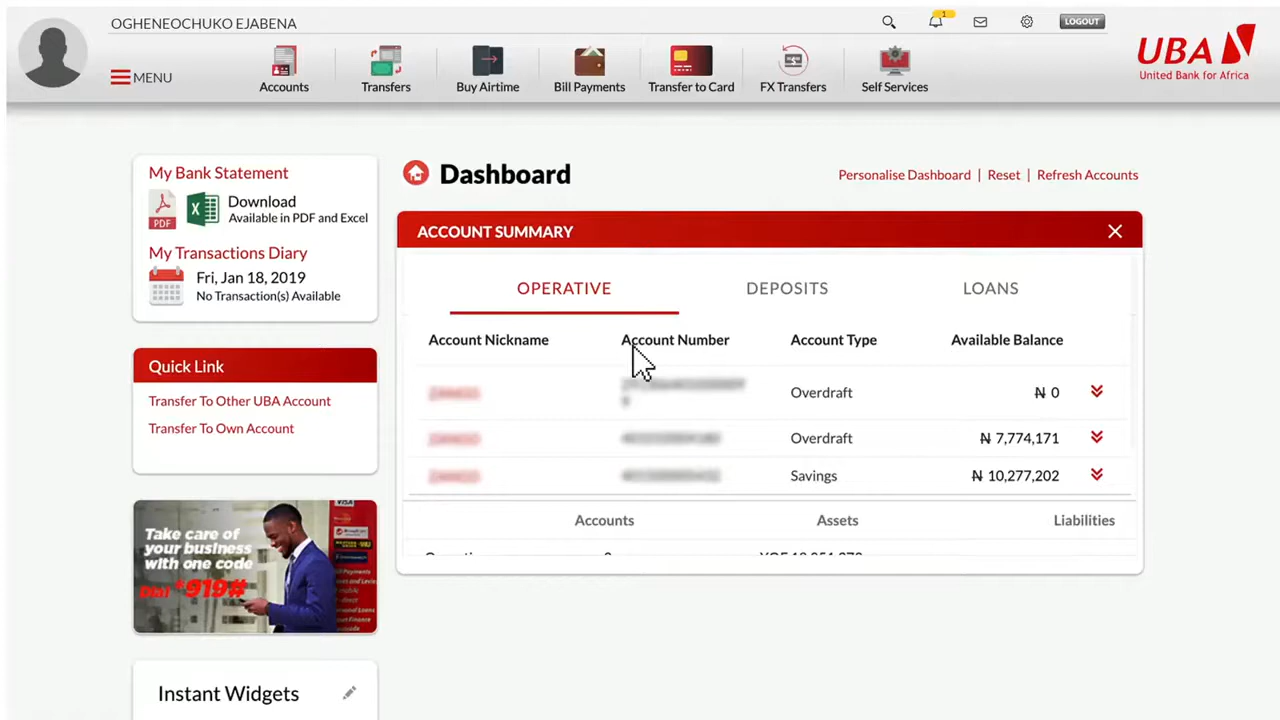 OGHENEOCHUKO EJABENA
1
LOGOUT
MENU
Accounts
Transfers
Buy Airtime
Bill Payments
Transfer to Card
FX Transfers
Self Services
UBA
United Bank for Africa
My Bank Statement
PDF
Download
Available in PDF and Excel
My Transactions Diary
Fri, Jan 18, 2019
No Transaction(s) Available
Quick Link
Transfer To Other UBA Account
Transfer To Own Account
Take care of
your business
with one code
Dial *919#
VISA
Instant Widgets
Dashboard
Personalise Dashboard | Reset | Refresh Accounts
ACCOUNT SUMMARY
OPERATIVE DEPOSITS LOANS
Account Nickname Account Number Account Type Available Balance
Overdraft ₦ 0
Overdraft ₦ 7,774,171
Savings ₦ 10,277,202
Accounts Assets Liabilities